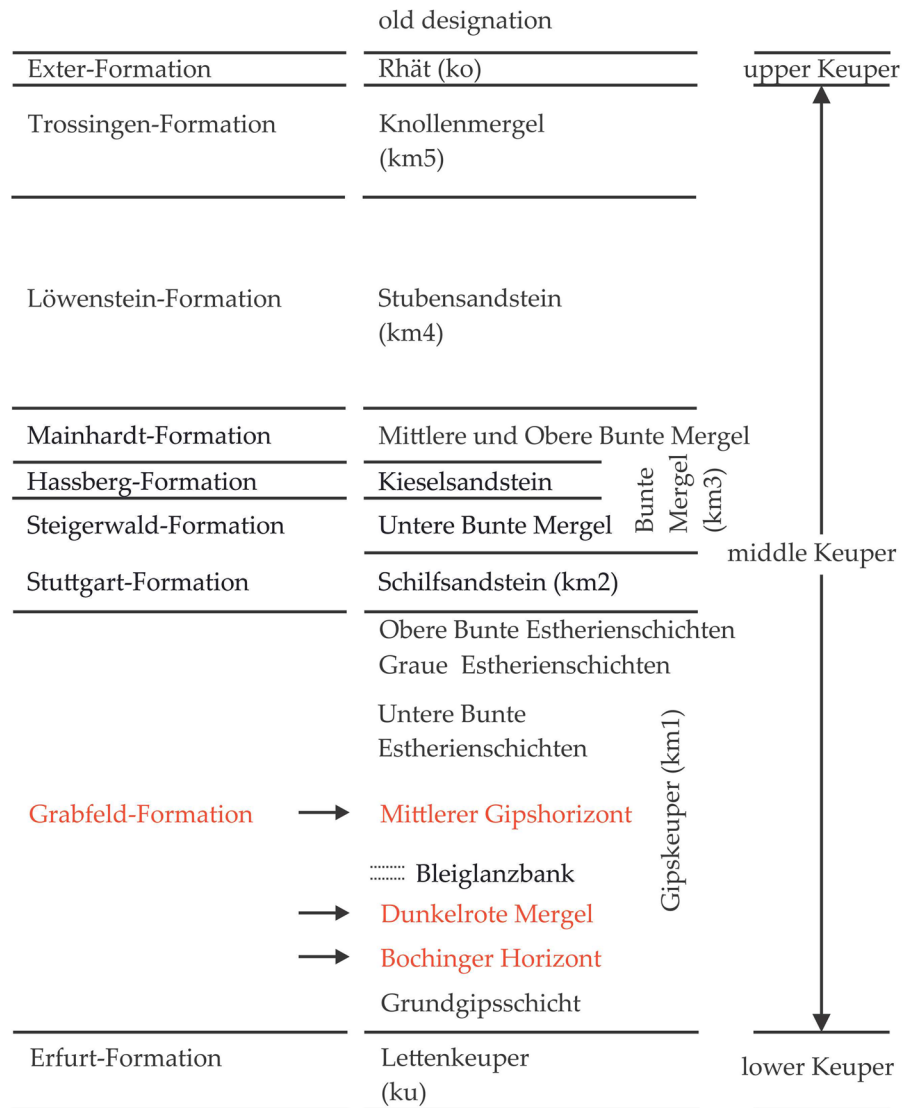 old designation
Exter-Formation
Rhät (ko)
upper Keuper
Trossingen-Formation
Knollenmergel
(km5)
Löwenstein-Formation
Stubensandstein
(km4)
Mainhardt-Formation
Mittlere und Obere Bunte Mergel
Hassberg-Formation
Kieselsandstein
Bunte
Mergel
(km3)
Steigerwald-Formation
Untere Bunte Mergel
middle Keuper
Stuttgart-Formation
Schilfsandstein (km2)
Obere Bunte Estherienschichten
Graue Estherienschichten
Untere Bunte
Estherienschichten
Gipskeuper (km1)
Grabfeld-Formation
Mittlerer Gipshorizont
Bleiglanzbank
Dunkelrote Mergel
Bochinger Horizont
Grundgipsschicht
Erfurt-Formation
Lettenkeuper
(ku)
lower Keuper